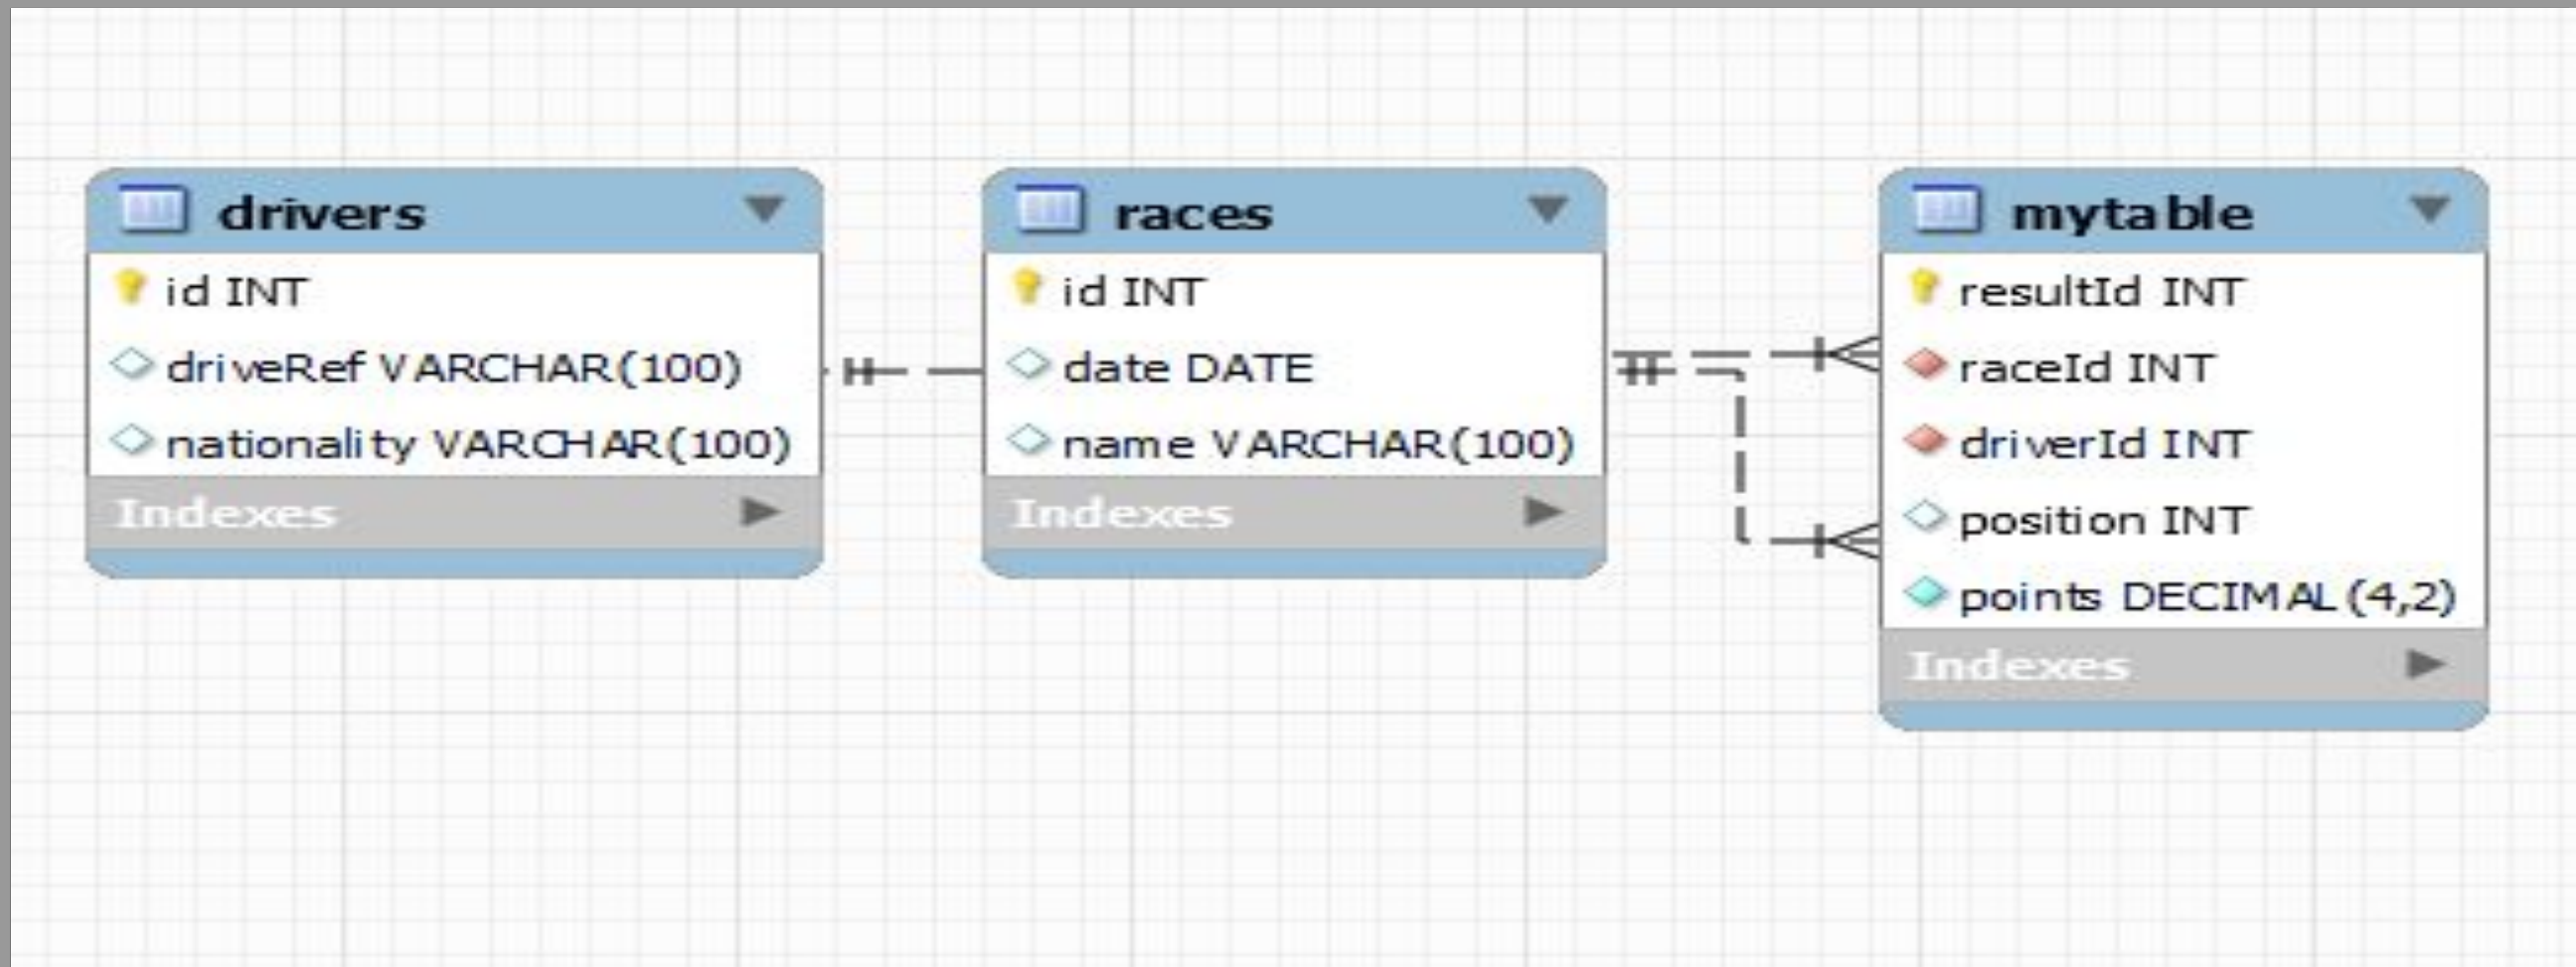 drivers
id INT
driveRef VARCHAR(100)
nationality VARCHAR(100)
Indexes
races
id INT
date DATE
name VARCHAR(100)
Indexes
mytable
resultId INT
raceId INT
driverId INT
position INT
points DECIMAL(4,2)
Indexes